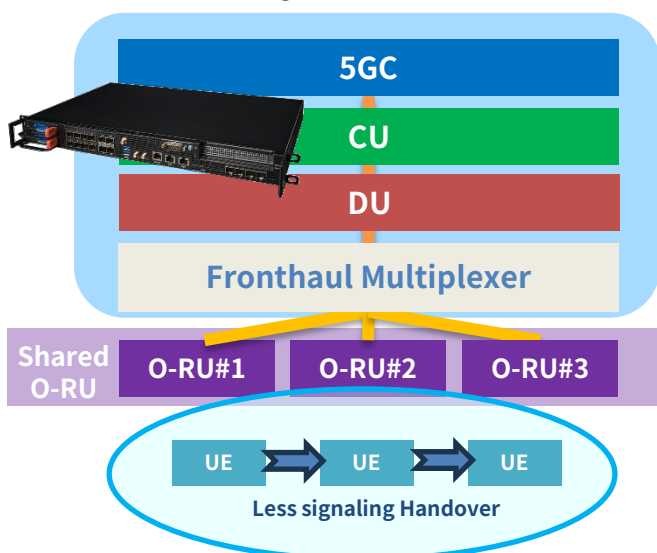 5GC
CU
DU
Fronthaul Multiplexer
Shared
O-RU
O-RU#1
O-RU#2
O-RU#3
UE
UE
UE
Less signaling Handover